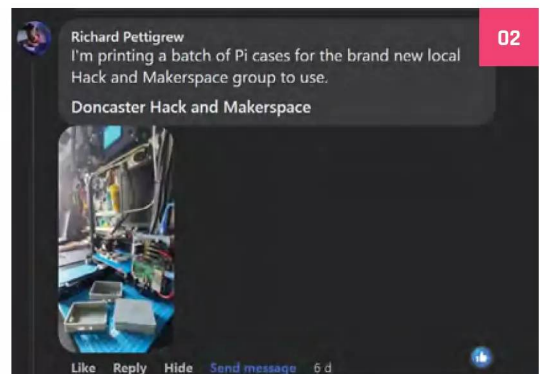 02
Richard Pettigrew
I'm printing a batch of Pi cases for the brand new local
Hack and Makerspace group to use.
Doncaster Hack and Makerspace
Like Reply Hide Send message 6 d